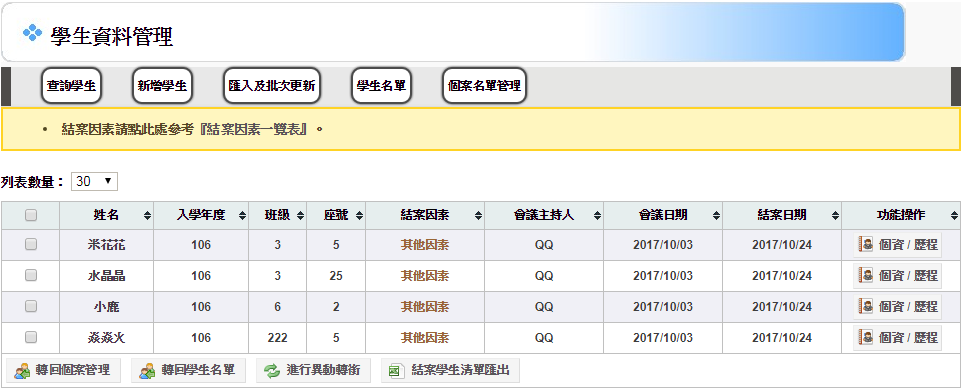 學生資料管理
查詢學生 新增學生 匯入及批次更新 學生名單 個案名單管理
• 結案因素請點此處參考『結案因素一覽表』。
列表數量： 30
姓名 入學年度 班級 座號 結案因素 會議主持人 會議日期 結案日期 功能操作
米花花 106 3 5 其他因素 QQ 2017/10/03 2017/10/24 個資 / 歷程
水晶晶 106 3 25 其他因素 QQ 2017/10/03 2017/10/24 個資 / 歷程
小鹿 106 6 2 其他因素 QQ 2017/10/03 2017/10/24 個資 / 歷程
焱焱火 106 222 5 其他因素 QQ 2017/10/03 2017/10/24 個資 / 歷程
轉回個案管理 轉回學生名單 進行異動轉銜 結案學生清單匯出